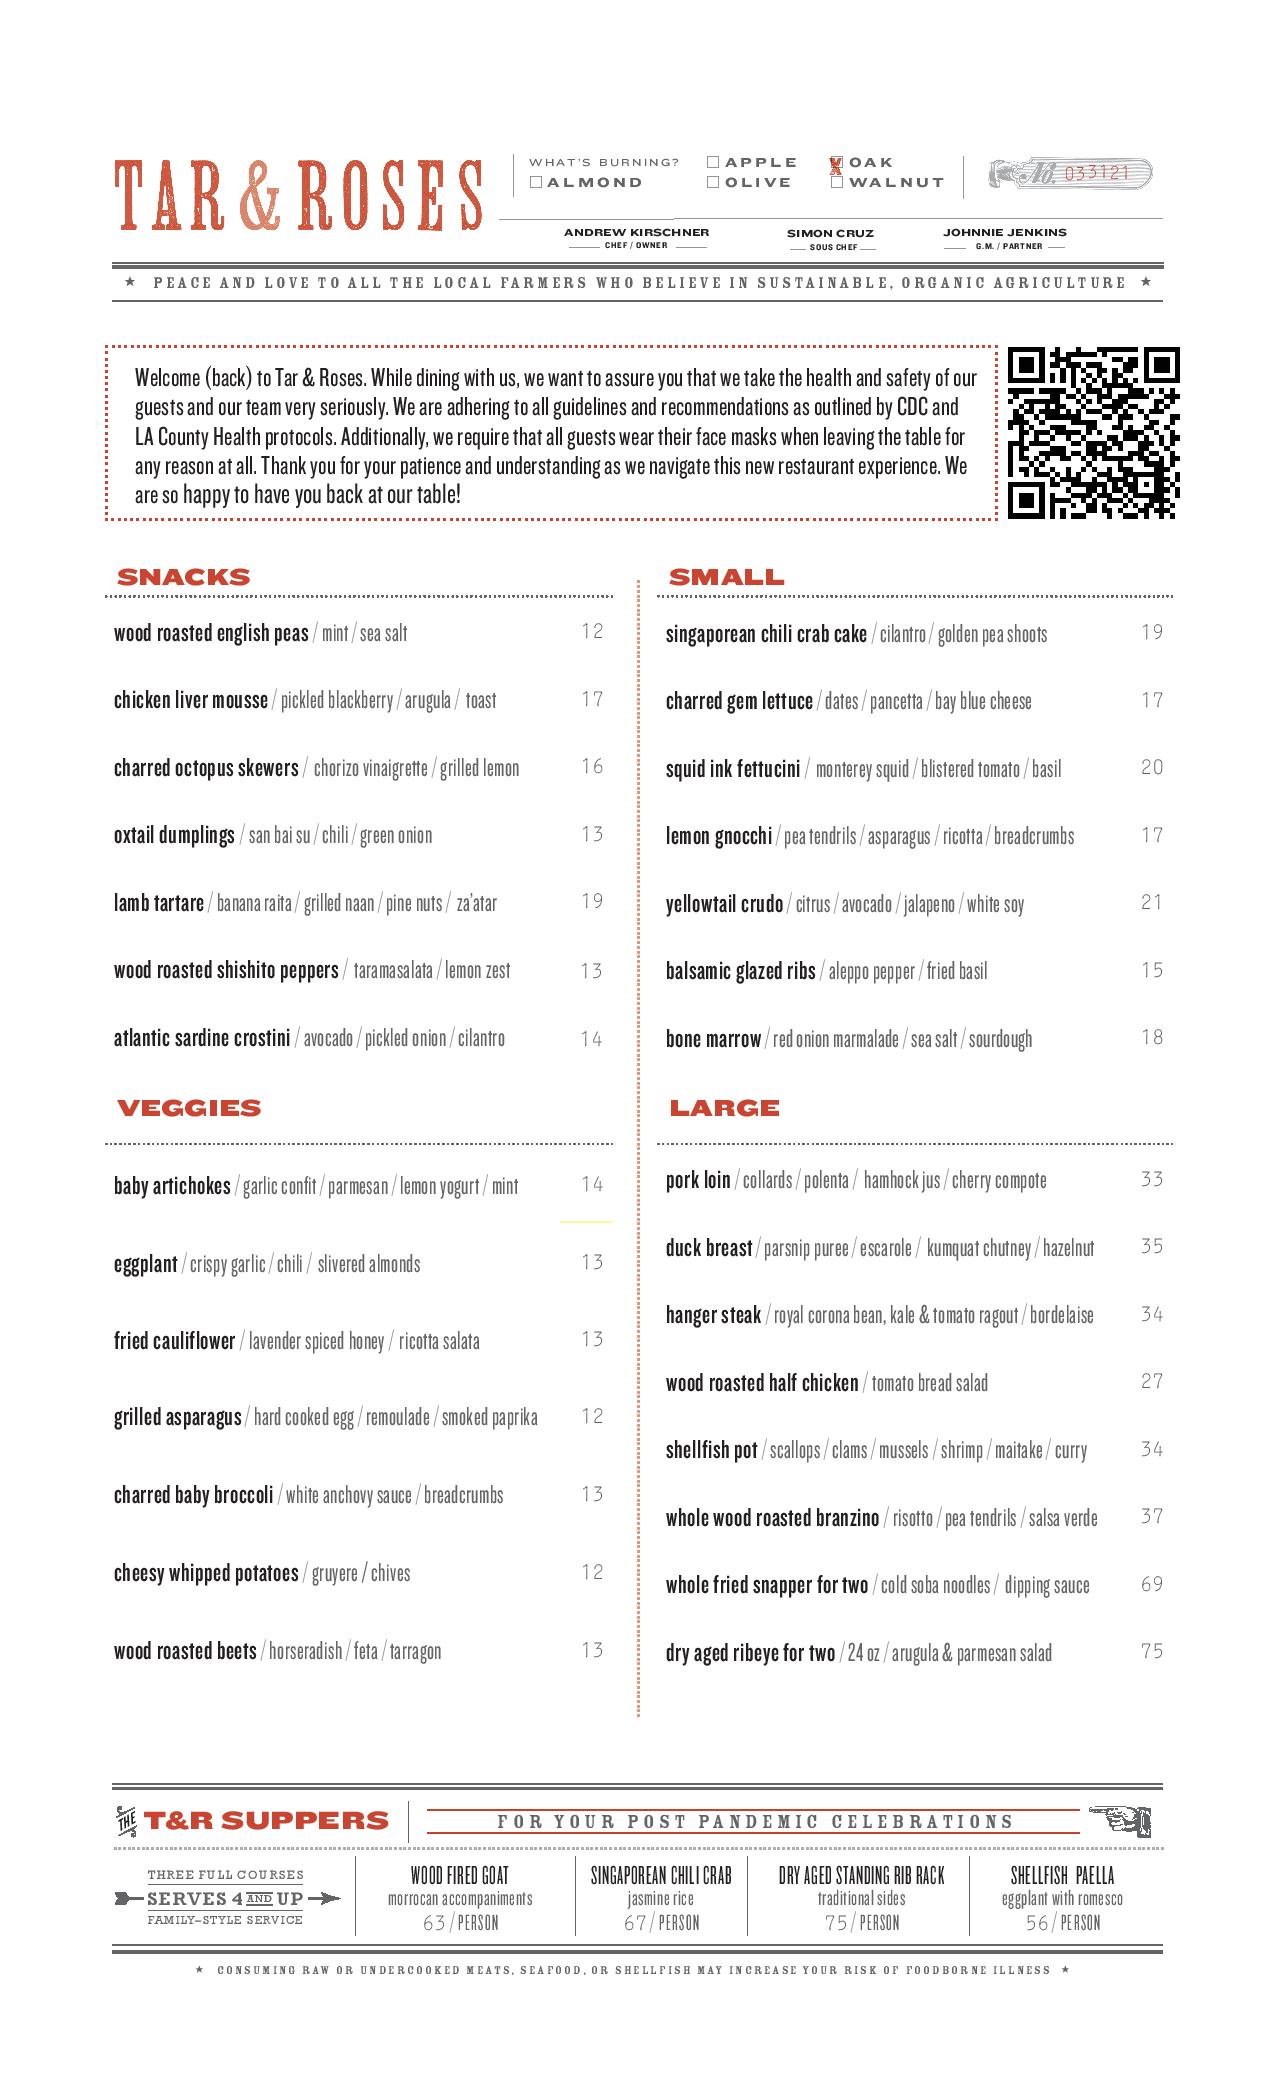 TAR & ROSES
WHAT'S BURNING?
APPLE
X OAK
ALMOND
OLIVE
WALNUT
No. 033121
ANDREW KIRSCHNER
CHEF / OWNER
SIMON CRUZ
SOUS CHEF
JOHNNIE JENKINS
G.M. / PARTNER
★ PEACE AND LOVE TO ALL THE LOCAL FARMERS WHO BELIEVE IN SUSTAINABLE, ORGANIC AGRICULTURE ★
Welcome (back) to Tar & Roses. While dining with us, we want to assure you that we take the health and safety of our
guests and our team very seriously. We are adhering to all guidelines and recommendations as outlined by CDC and
LA County Health protocols. Additionally, we require that all guests wear their face masks when leaving the table for
any reason at all. Thank you for your patience and understanding as we navigate this new restaurant experience. We
are so happy to have you back at our table!
SNACKS
wood roasted english peas / mint / sea salt 12
chicken liver mousse / pickled blackberry / arugula / toast 17
charred octopus skewers / chorizo vinaigrette / grilled lemon 16
oxtail dumplings / san bai su / chili / green onion 13
lamb tartare / banana raita / grilled naan / pine nuts / za'atar 19
wood roasted shishito peppers / taramasalata / lemon zest 13
atlantic sardine crostini / avocado / pickled onion / cilantro 14
VEGGIES
baby artichokes / garlic confit / parmesan / lemon yogurt / mint 14
eggplant / crispy garlic / chili / slivered almonds 13
fried cauliflower / lavender spiced honey / ricotta salata 13
grilled asparagus / hard cooked egg / remoulade / smoked paprika 12
charred baby broccoli / white anchovy sauce / breadcrumbs 13
cheesy whipped potatoes / gruyere / chives 12
wood roasted beets / horseradish / feta / tarragon 13
SMALL
singaporean chili crab cake / cilantro / golden pea shoots 19
charred gem lettuce / dates / pancetta / bay blue cheese 17
squid ink fettucini / monterey squid / blistered tomato / basil 20
lemon gnocchi / pea tendrils / asparagus / ricotta / breadcrumbs 17
yellowtail crudo / citrus / avocado / jalapeno / white soy 21
balsamic glazed ribs / aleppo pepper / fried basil 15
bone marrow / red onion marmalade / sea salt / sourdough 18
LARGE
pork loin / collards / polenta / hamhock jus / cherry compote 33
duck breast / parsnip puree / escarole / kumquat chutney / hazelnut 35
hanger steak / royal corona bean, kale & tomato ragout / bordelaise 34
wood roasted half chicken / tomato bread salad 27
shellfish pot / scallops / clams / mussels / shrimp / maitake / curry 34
whole wood roasted branzino / risotto / pea tendrils / salsa verde 37
whole fried snapper for two / cold soba noodles / dipping sauce 69
dry aged ribeye for two / 24 oz / arugula & parmesan salad 75
THE T&R SUPPERS
FOR YOUR POST PANDEMIC CELEBRATIONS
THREE FULL COURSES
SERVES 4 AND UP
FAMILY-STYLE SERVICE
WOOD FIRED GOAT
morrocan accompaniments
63 / PERSON
SINGAPOREAN CHILI CRAB
jasmine rice
67 / PERSON
DRY AGED STANDING RIB RACK
traditional sides
75 / PERSON
SHELLFISH PAELLA
eggplant with romesco
56 / PERSON
★ CONSUMING RAW OR UNDERCOOKED MEATS, SEAFOOD, OR SHELLFISH MAY INCREASE YOUR RISK OF FOODBORNE ILLNESS ★